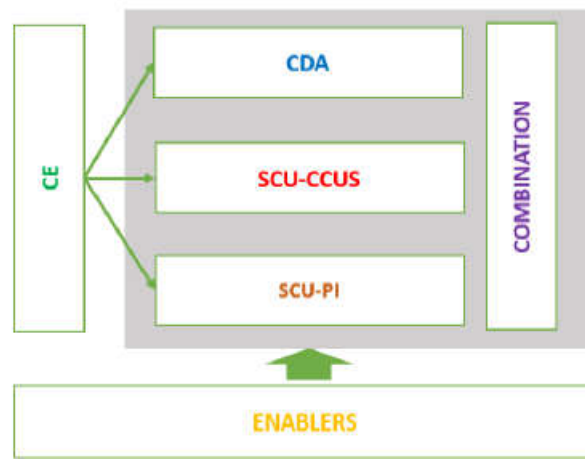 CE
CDA
SCU-CCUS
SCU-PI
COMBINATION
ENABLERS